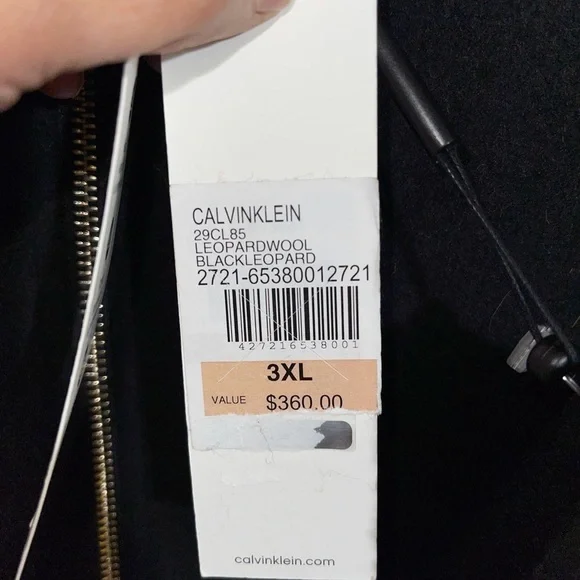 CALVINKLEIN
29CL85
LEOPARDWOOL
BLACKLEOPARD
2721-65380012721
427216538001
3XL
VALUE $360.00
calvinklein.com